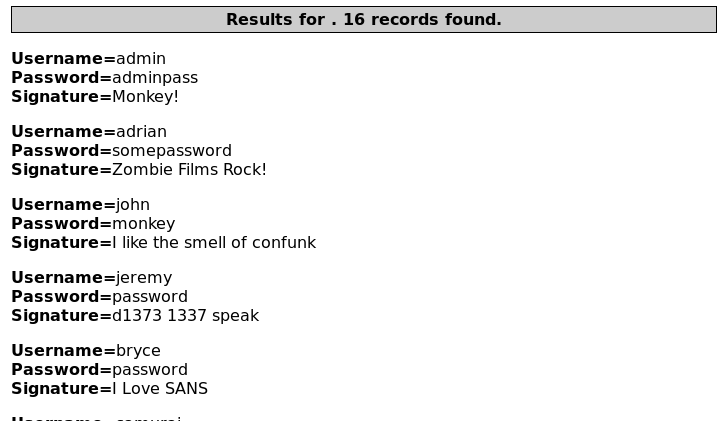 Results for . 16 records found.
Username=admin
Password=adminpass
Signature=Monkey!
Username=adrian
Password=somepassword
Signature=Zombie Films Rock!
Username=john
Password=monkey
Signature=I like the smell of confunk
Username=jeremy
Password=password
Signature=d1373 1337 speak
Username=bryce
Password=password
Signature=I Love SANS
Username=samurai